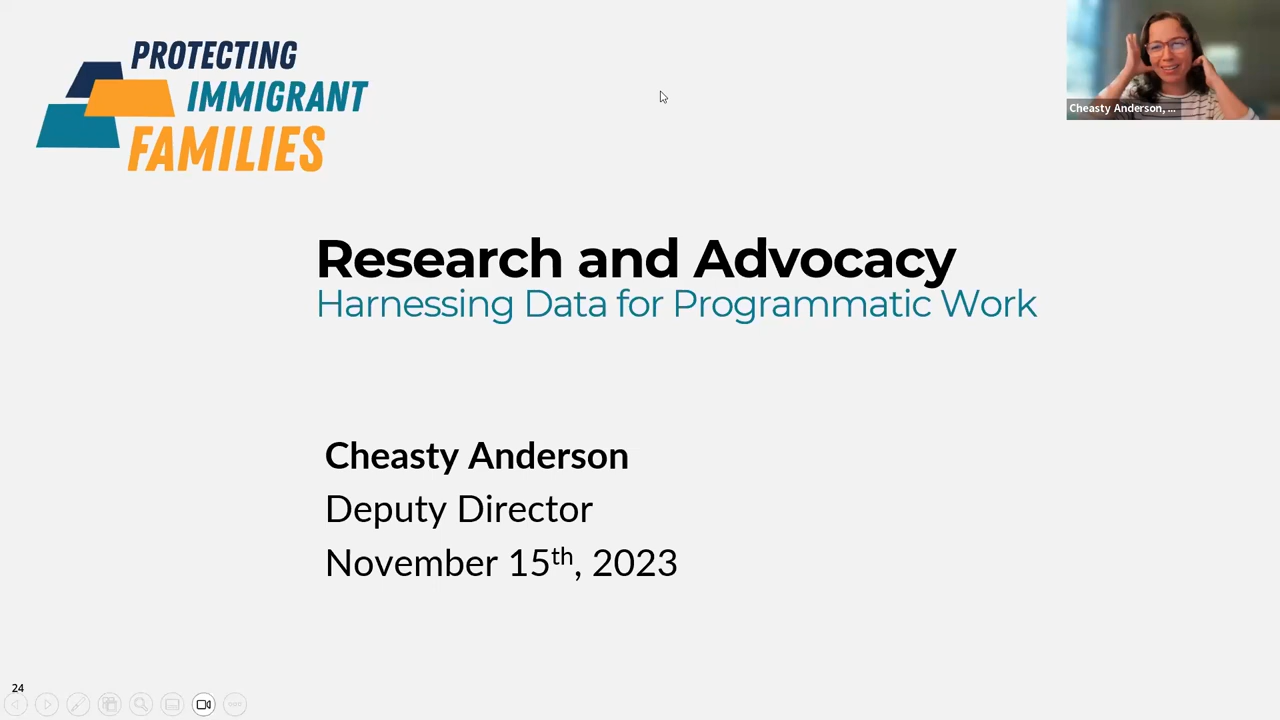 PROTECTING
IMMIGRANT
FAMILIES
Cheasty Anderson, ...
Research and Advocacy
Harnessing Data for Programmatic Work
Cheasty Anderson
Deputy Director
November 15th, 2023
24